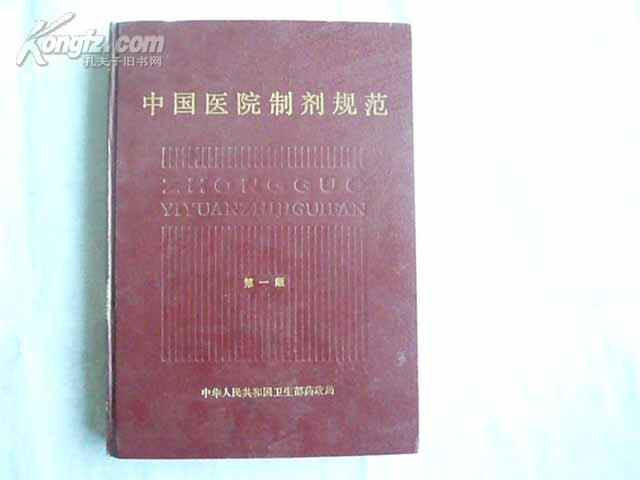 Kongfz.com
孔夫子旧书网
中国医院制剂规范
ZHONGGUO
YIYUANZHIJIGUIFAN
第一版
中华人民共和国卫生部药政局